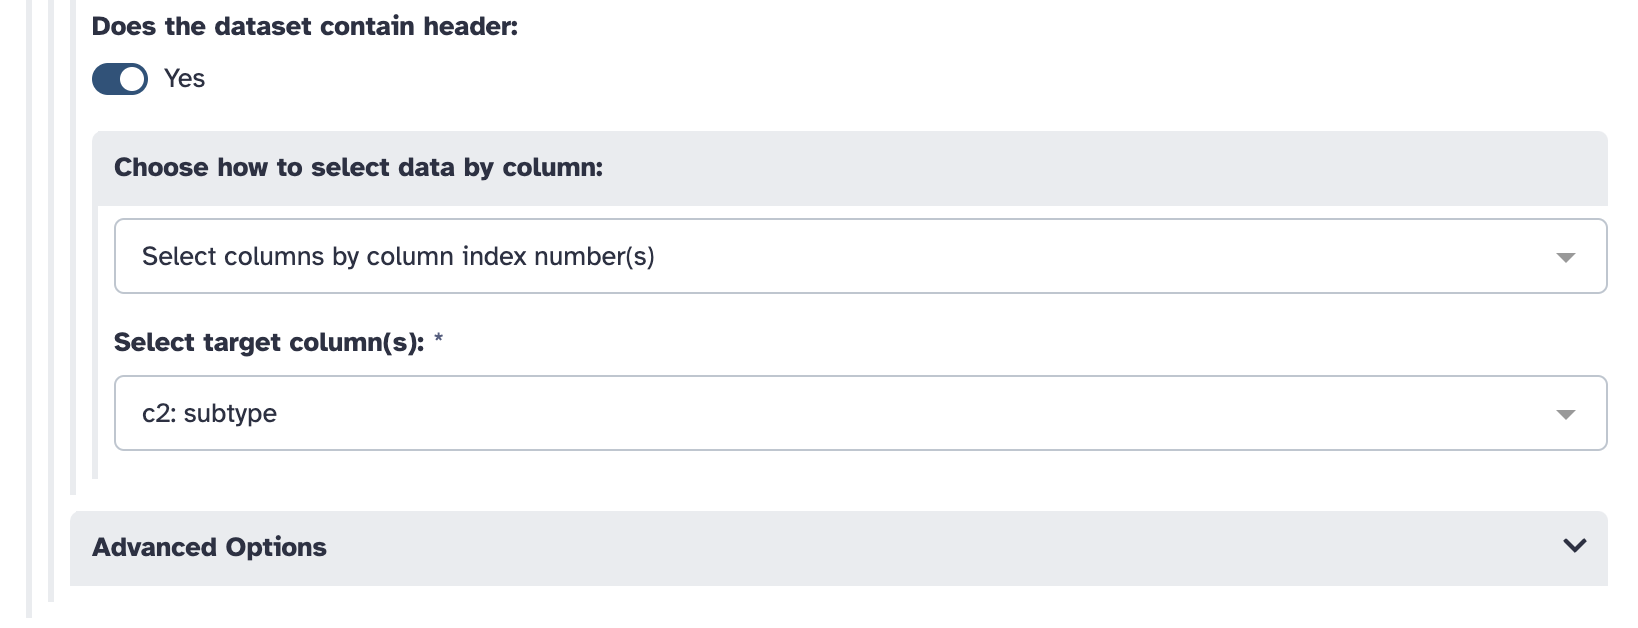 Does the dataset contain header:
Yes
Choose how to select data by column:
Select columns by column index number(s)
Select target column(s): *
c2: subtype
Advanced Options